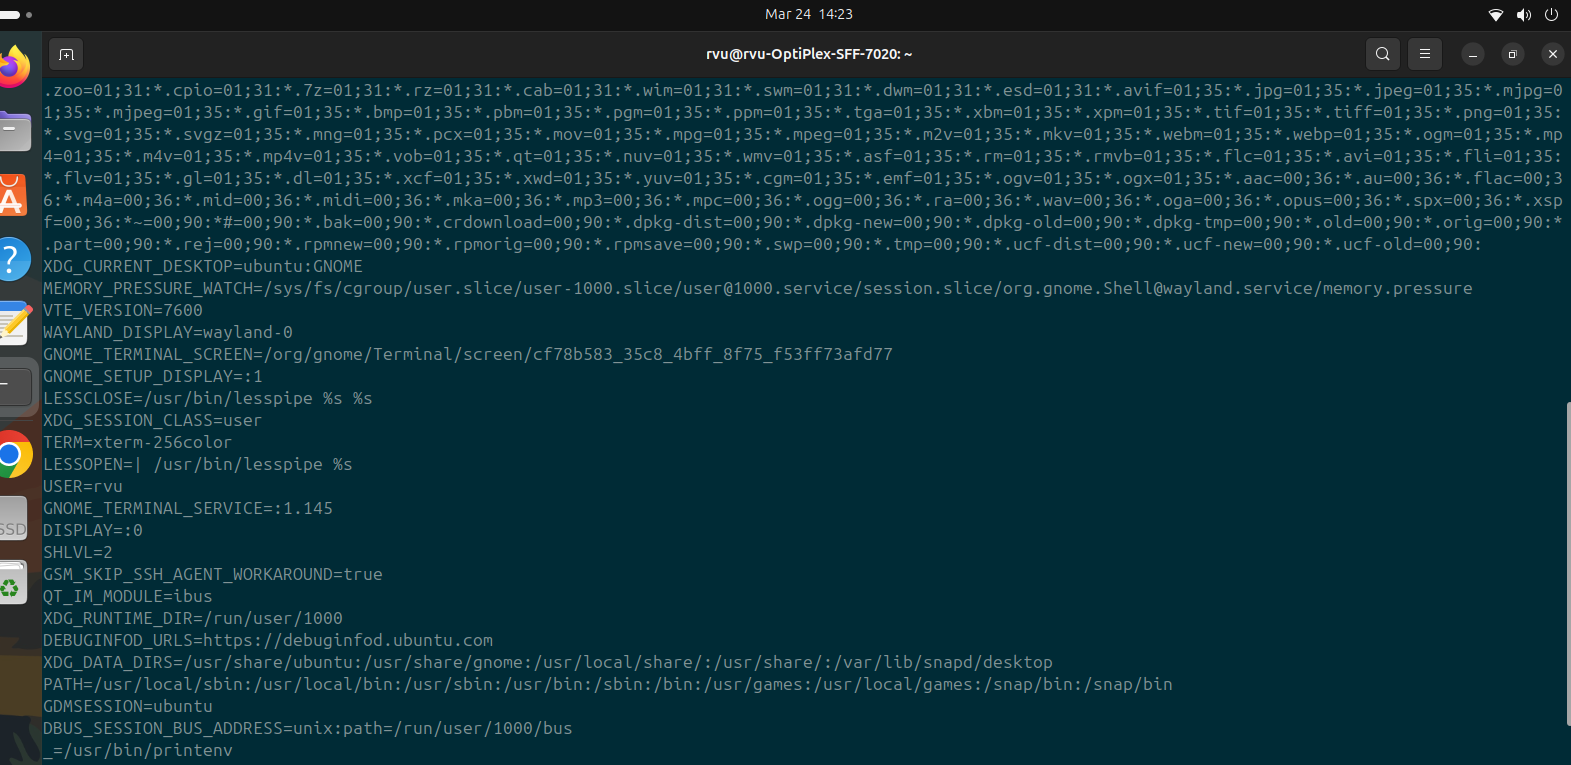 Mar 24 14:23
rvu@rvu-OptiPlex-SFF-7020: ~
.zoo=01;31:*.cpio=01;31:*.7z=01;31:*.rz=01;31:*.cab=01;31:*.wim=01;31:*.swm=01;31:*.dwm=01;31:*.esd=01;31:*.avif=01;35:*.jpg=01;35:*.jpeg=01;35:*.mjpg=0
1;35:*.mjpeg=01;35:*.gif=01;35:*.bmp=01;35:*.pbm=01;35:*.pgm=01;35:*.ppm=01;35:*.tga=01;35:*.xbm=01;35:*.xpm=01;35:*.tif=01;35:*.tiff=01;35:*.png=01;35:
*.svg=01;35:*.svgz=01;35:*.mng=01;35:*.pcx=01;35:*.mov=01;35:*.mpg=01;35:*.mpeg=01;35:*.m2v=01;35:*.mkv=01;35:*.webm=01;35:*.webp=01;35:*.ogm=01;35:*.mp
4=01;35:*.m4v=01;35:*.mp4v=01;35:*.vob=01;35:*.qt=01;35:*.nuv=01;35:*.wmv=01;35:*.asf=01;35:*.rm=01;35:*.rmvb=01;35:*.flc=01;35:*.avi=01;35:*.fli=01;35:
*.flv=01;35:*.gl=01;35:*.dl=01;35:*.xcf=01;35:*.xwd=01;35:*.yuv=01;35:*.cgm=01;35:*.emf=01;35:*.ogv=01;35:*.ogx=01;35:*.aac=00;36:*.au=00;36:*.flac=00;3
6:*.m4a=00;36:*.mid=00;36:*.midi=00;36:*.mka=00;36:*.mp3=00;36:*.mpc=00;36:*.ogg=00;36:*.ra=00;36:*.wav=00;36:*.oga=00;36:*.opus=00;36:*.spx=00;36:*.xsp
f=00;36:*~=00;90:*#=00;90:*.bak=00;90:*.crdownload=00;90:*.dpkg-dist=00;90:*.dpkg-new=00;90:*.dpkg-old=00;90:*.dpkg-tmp=00;90:*.old=00;90:*.orig=00;90:*
.part=00;90:*.rej=00;90:*.rpmnew=00;90:*.rpmorig=00;90:*.rpmsave=00;90:*.swp=00;90:*.tmp=00;90:*.ucf-dist=00;90:*.ucf-new=00;90:*.ucf-old=00;90:
XDG_CURRENT_DESKTOP=ubuntu:GNOME
MEMORY_PRESSURE_WATCH=/sys/fs/cgroup/user.slice/user-1000.slice/user@1000.service/session.slice/org.gnome.Shell@wayland.service/memory.pressure
VTE_VERSION=7600
WAYLAND_DISPLAY=wayland-0
GNOME_TERMINAL_SCREEN=/org/gnome/Terminal/screen/cf78b583_35c8_4bff_8f75_f53ff73afd77
GNOME_SETUP_DISPLAY=:1
LESSCLOSE=/usr/bin/lesspipe %s %s
XDG_SESSION_CLASS=user
TERM=xterm-256color
LESSOPEN=| /usr/bin/lesspipe %s
USER=rvu
GNOME_TERMINAL_SERVICE=:1.145
SSD
DISPLAY=:0
SHLVL=2
GSM_SKIP_SSH_AGENT_WORKAROUND=true
QT_IM_MODULE=ibus
XDG_RUNTIME_DIR=/run/user/1000
DEBUGINFOD_URLS=https://debuginfod.ubuntu.com
XDG_DATA_DIRS=/usr/share/ubuntu:/usr/share/gnome:/usr/local/share/:/usr/share/:/var/lib/snapd/desktop
PATH=/usr/local/sbin:/usr/local/bin:/usr/sbin:/usr/bin:/sbin:/bin:/usr/games:/usr/local/games:/snap/bin:/snap/bin
GDMSESSION=ubuntu
DBUS_SESSION_BUS_ADDRESS=unix:path=/run/user/1000/bus
_=/usr/bin/printenv